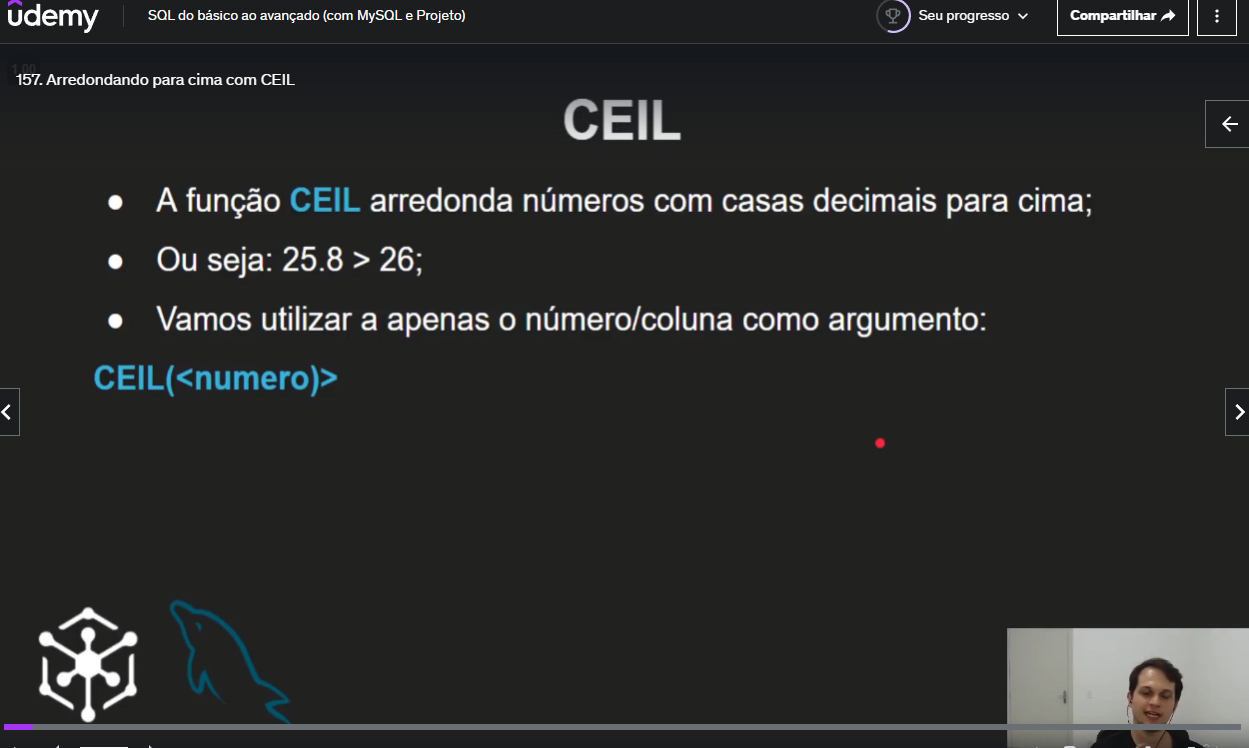 udemy
SQL do básico ao avançado (com MySQL e Projeto)
Seu progresso
Compartilhar
1.00
157. Arredondando para cima com CEIL
CEIL
● A função CEIL arredonda números com casas decimais para cima;
● Ou seja: 25.8 > 26;
● Vamos utilizar a apenas o número/coluna como argumento:
CEIL(<numero)>